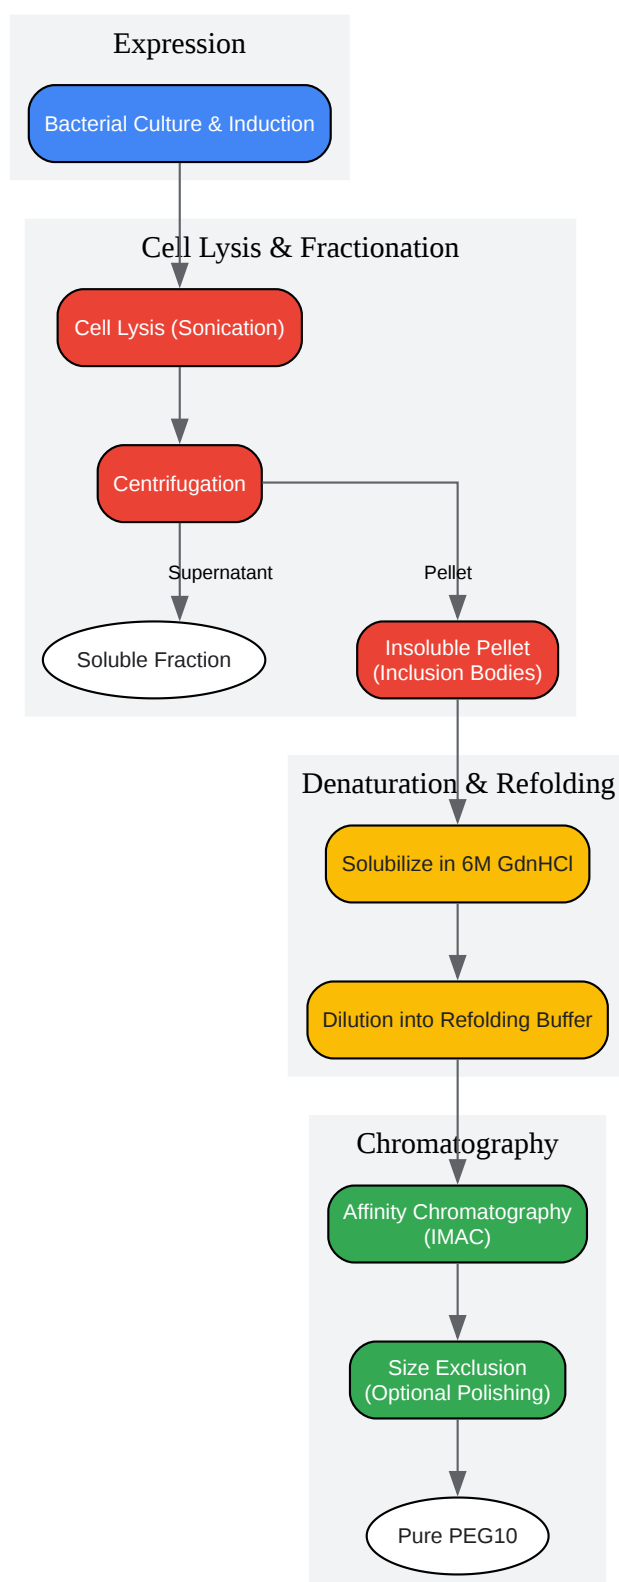 Expression
Bacterial Culture & Induction
Cell Lysis & Fractionation
Cell Lysis (Sonication)
Centrifugation
Supernatant
Pellet
Soluble Fraction
Insoluble Pellet
(Inclusion Bodies)
Denaturation & Refolding
Solubilize in 6M GdnHCl
Dilution into Refolding Buffer
Chromatography
Affinity Chromatography
(IMAC)
Size Exclusion
(Optional Polishing)
Pure PEG10